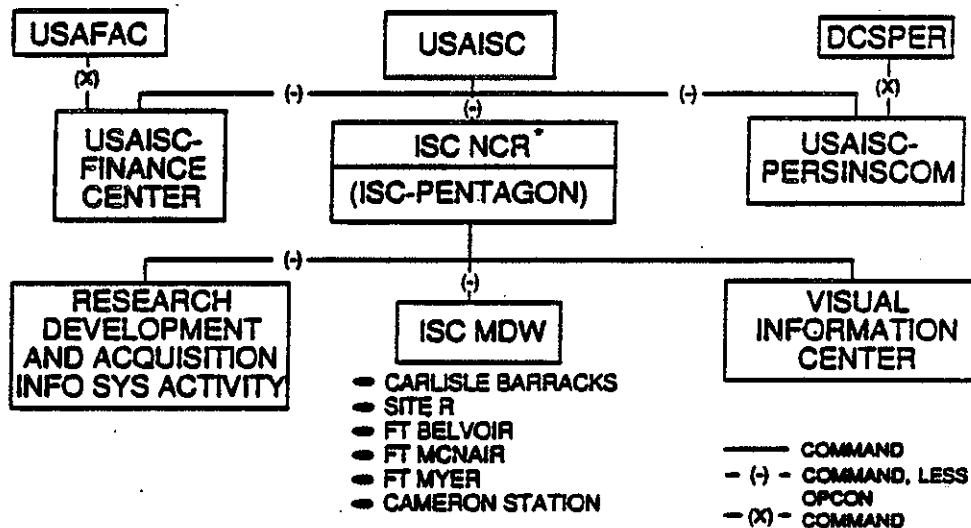 USAFAC
USAISC
DCSPER
(X)
(-)
(-)
(-)
(X)
USAISC-
FINANCE
CENTER
ISC NCR*
(ISC-PENTAGON)
USAISC-
PERSINSCOM
(-)
(-)
RESEARCH
DEVELOPMENT
AND ACQUISITION
INFO SYS ACTIVITY
ISC MDW
VISUAL
INFORMATION
CENTER
CARLISLE BARRACKS
SITE R
FT BELVOIR
FT MCNAIR
FT MYER
CAMERON STATION
COMMAND
- (-) - COMMAND, LESS
OPCON
- (X) - COMMAND